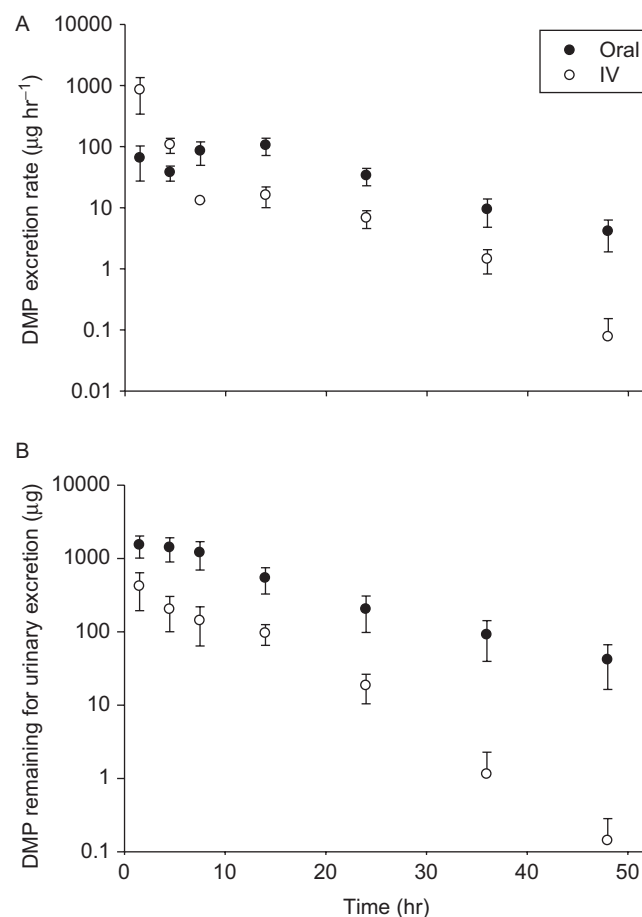 A
10000
1000
100
10
1
0.1
0.01
DMP excretion rate (µg hr⁻¹)
Oral
IV
B
10000
1000
100
10
1
0.1
DMP remaining for urinary excretion (µg)
0
10
20
30
40
50
Time (hr)